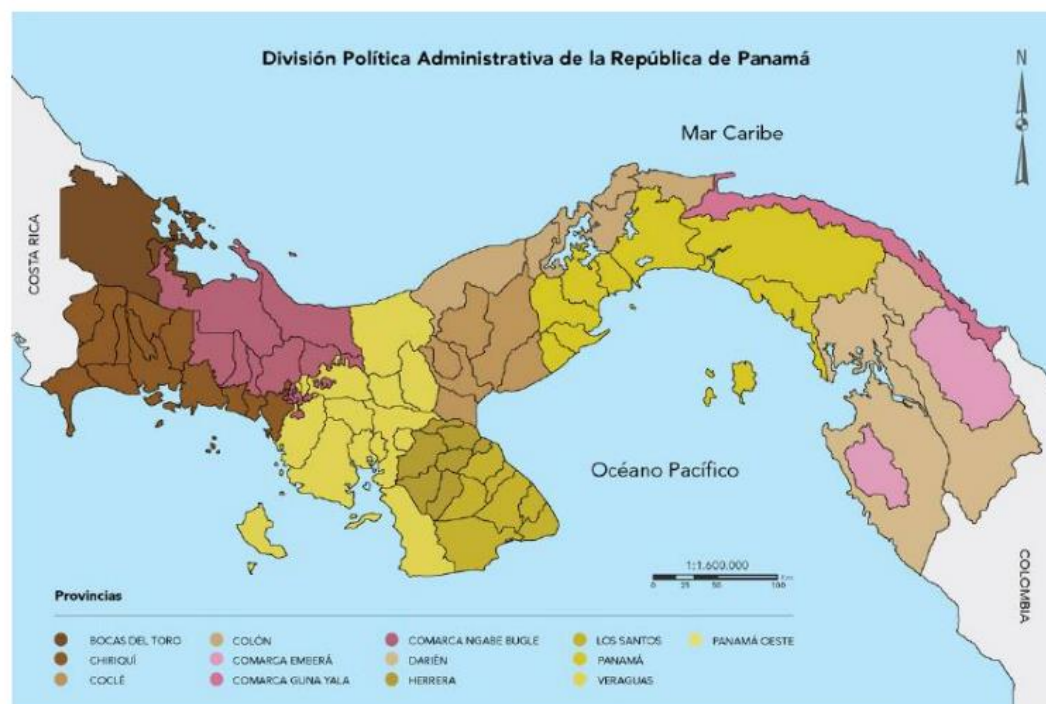 División Política Administrativa de la República de Panamá
N
Mar Caribe
COSTA RICA
Océano Pacífico
COLOMBIA
1:1.600.000
0 25 50 100 Km
Provincias
BOCAS DEL TORO
CHIRIQUÍ
COCLÉ
COLÓN
COMARCA EMBERÁ
COMARCA GUNA YALA
COMARCA NGABE BUGLE
DARIÉN
HERRERA
LOS SANTOS
PANAMÁ
VERAGUAS
PANAMÁ OESTE